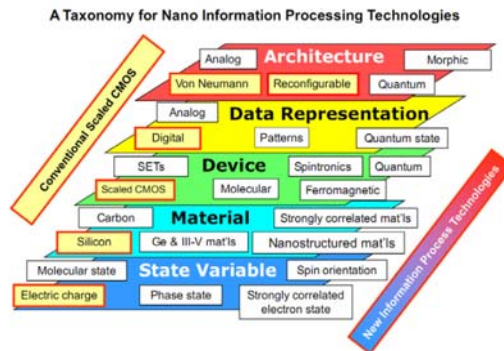 A Taxonomy for Nano Information Processing Technologies
Conventional Scaled CMOS
Analog
Architecture
Morphic
Von Neumann
Reconfigurable
Quantum
Analog
Data Representation
Digital
Patterns
Quantum state
SETs
Device
Spintronics
Quantum
Scaled CMOS
Molecular
Ferromagnetic
Carbon
Material
Strongly correlated mat'ls
Silicon
Ge & III-V mat'ls
Nanostructured mat'ls
Molecular state
State Variable
Spin orientation
Electric charge
Phase state
Strongly correlated
electron state
New Information Process Technologies